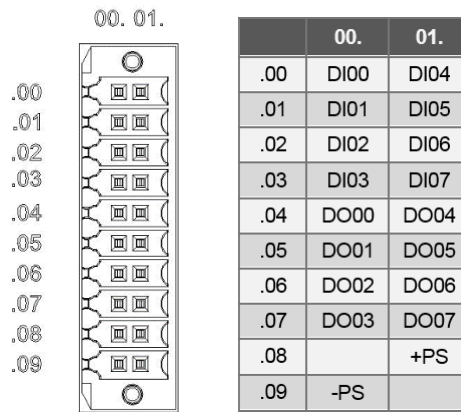 00. 01.
.00
.01
.02
.03
.04
.05
.06
.07
.08
.09
00. 01.
.00 DI00 DI04
.01 DI01 DI05
.02 DI02 DI06
.03 DI03 DI07
.04 DO00 DO04
.05 DO01 DO05
.06 DO02 DO06
.07 DO03 DO07
.08 +PS
.09 -PS